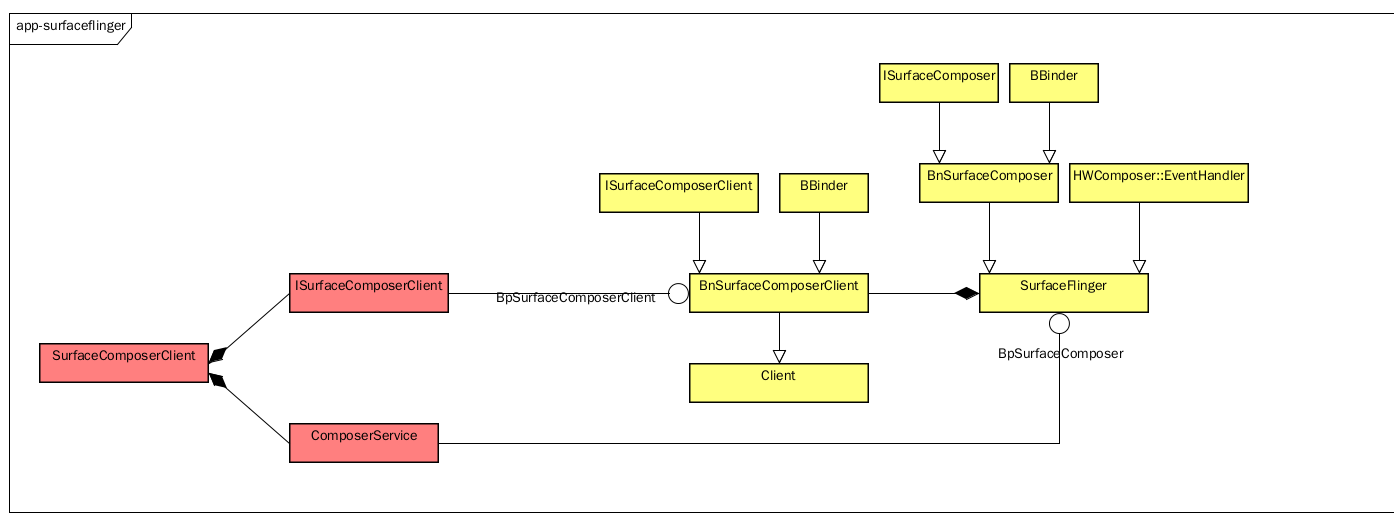 app-surfaceflinger
ISurfaceComposer
BBinder
BnSurfaceComposer
HWComposer::EventHandler
ISurfaceComposerClient
BBinder
ISurfaceComposerClient
BpSurfaceComposerClient
BnSurfaceComposerClient
SurfaceFlinger
SurfaceComposerClient
BpSurfaceComposer
Client
ComposerService